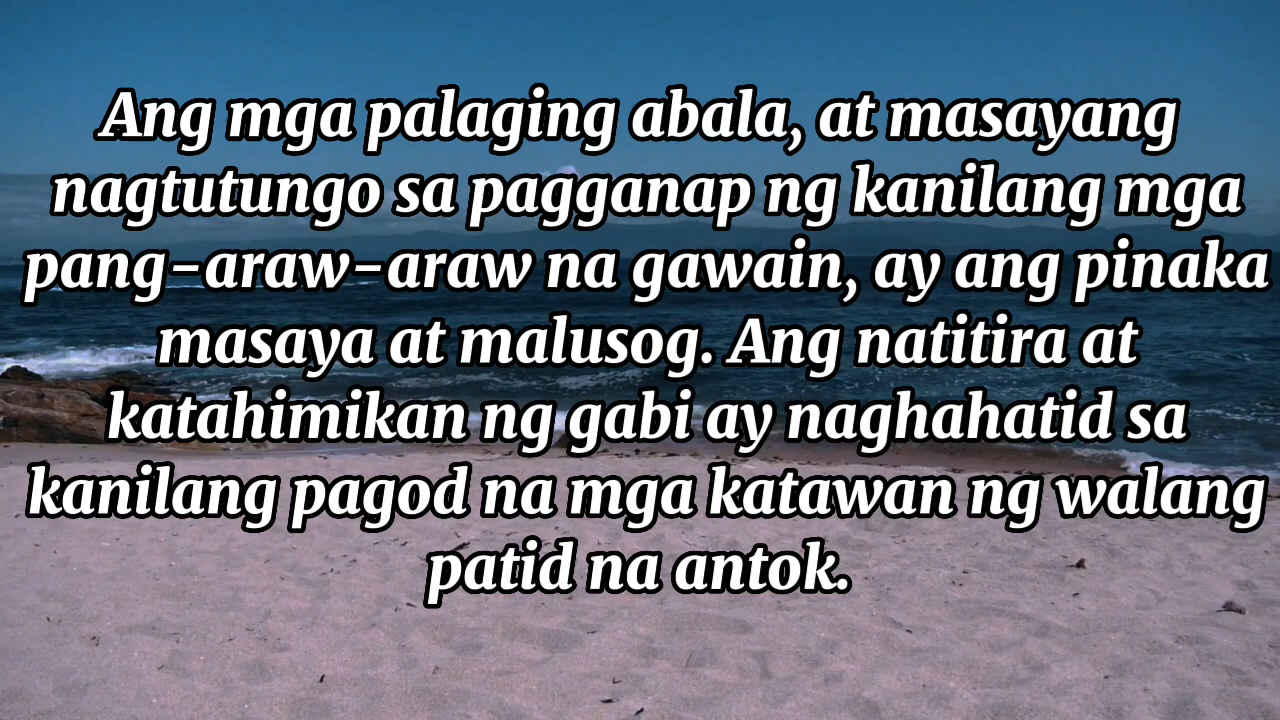 Ang mga palaging abala, at masayang
nagtutungo sa pagganap ng kanilang mga
pang-araw-araw na gawain, ay ang pinaka
masaya at malusog. Ang natitira at
katahimikan ng gabi ay naghahatid sa
kanilang pagod na mga katawan ng walang
patid na antok.